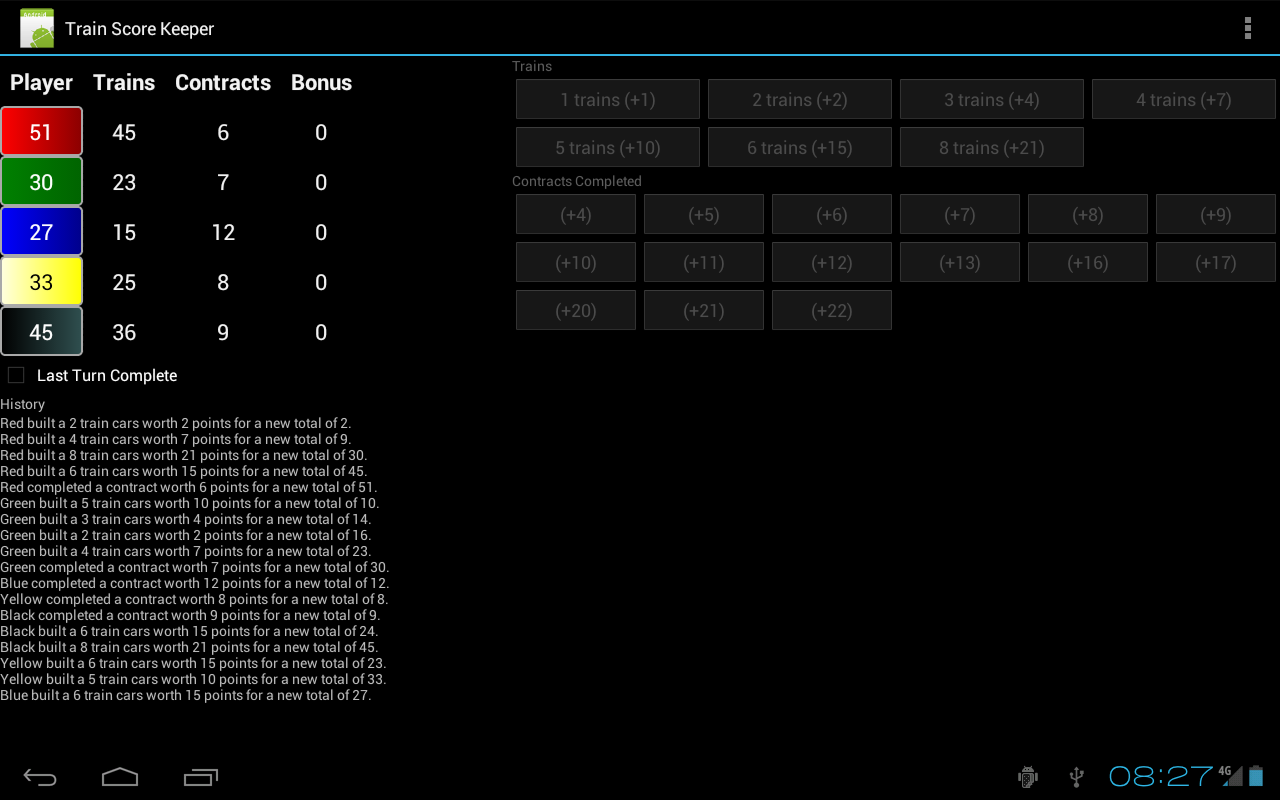 Train Score Keeper
Player Trains Contracts Bonus
51 45 6 0
30 23 7 0
27 15 12 0
33 25 8 0
45 36 9 0
Last Turn Complete
History
Red built a 2 train cars worth 2 points for a new total of 2.
Red built a 4 train cars worth 7 points for a new total of 9.
Red built a 8 train cars worth 21 points for a new total of 30.
Red built a 6 train cars worth 15 points for a new total of 45.
Red completed a contract worth 6 points for a new total of 51.
Green built a 5 train cars worth 10 points for a new total of 10.
Green built a 3 train cars worth 4 points for a new total of 14.
Green built a 2 train cars worth 2 points for a new total of 16.
Green built a 4 train cars worth 7 points for a new total of 23.
Green completed a contract worth 7 points for a new total of 30.
Blue completed a contract worth 12 points for a new total of 12.
Yellow completed a contract worth 8 points for a new total of 8.
Black completed a contract worth 9 points for a new total of 9.
Black built a 6 train cars worth 15 points for a new total of 24.
Black built a 8 train cars worth 21 points for a new total of 45.
Yellow built a 6 train cars worth 15 points for a new total of 23.
Yellow built a 5 train cars worth 10 points for a new total of 33.
Blue built a 6 train cars worth 15 points for a new total of 27.
Trains
1 trains (+1) 2 trains (+2) 3 trains (+4) 4 trains (+7)
5 trains (+10) 6 trains (+15) 8 trains (+21)
Contracts Completed
(+4) (+5) (+6) (+7) (+8) (+9)
(+10) (+11) (+12) (+13) (+16) (+17)
(+20) (+21) (+22)
08:27 4G